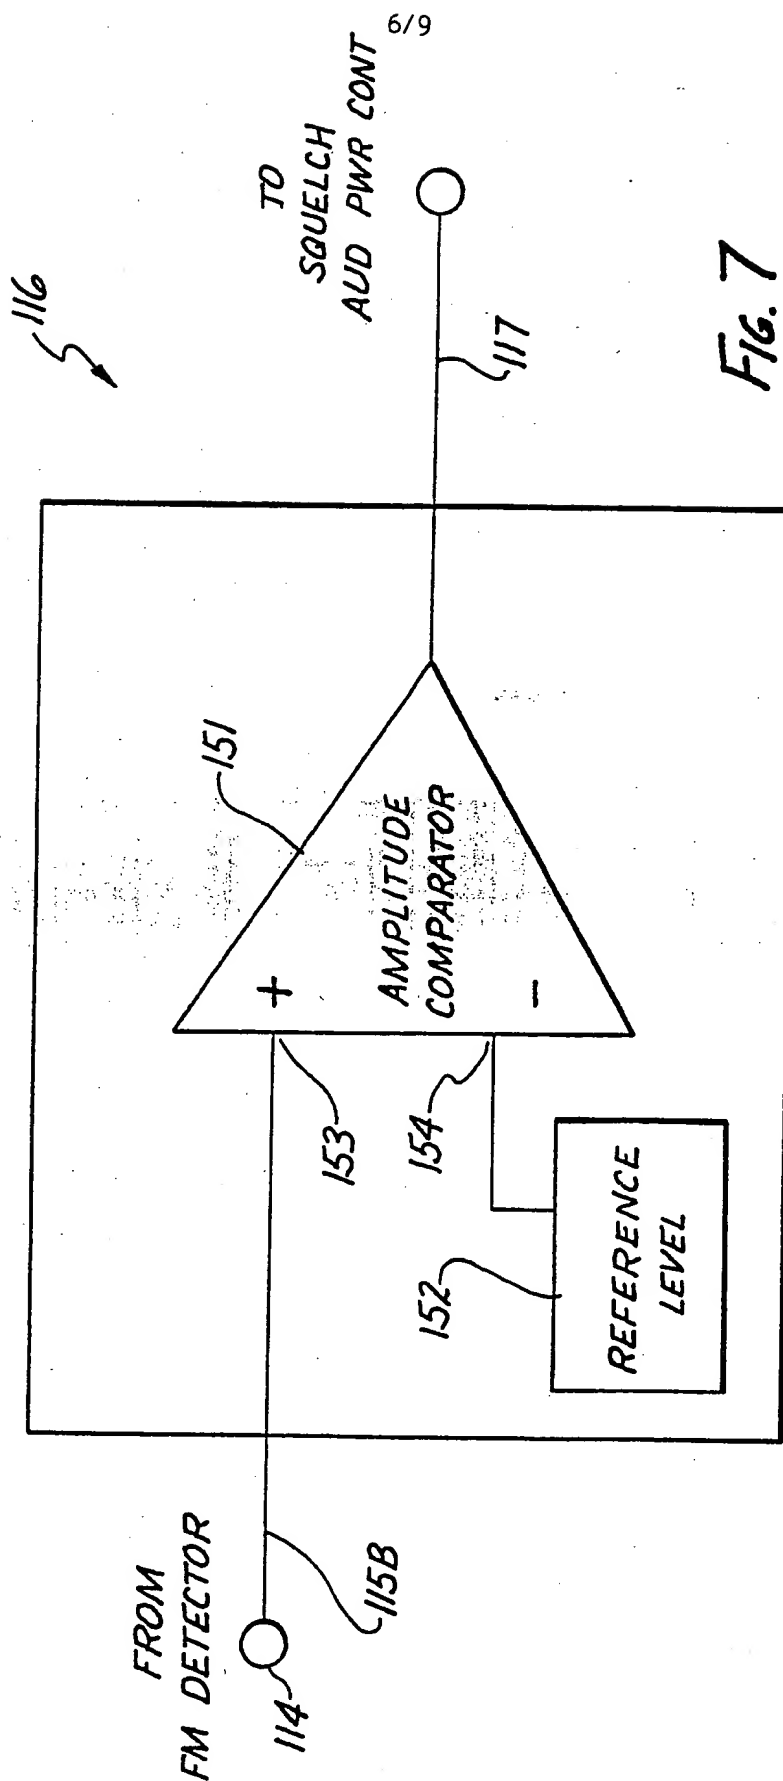 6/9
116
TO
SQUELCH
AUD PWR CONT
117
151
+
AMPLITUDE
COMPARATOR
-
153
154
152
REFERENCE
LEVEL
FROM
FM DETECTOR
114
115B
FIG. 7